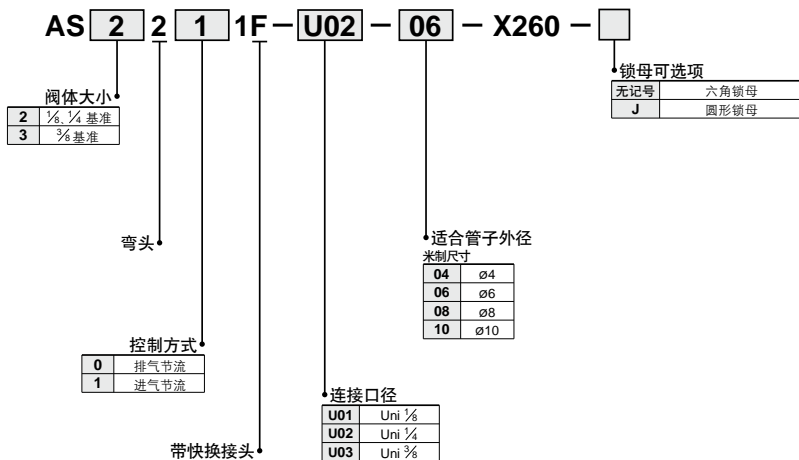 AS 2 2 1 1F － U02 － 06 － X260 －
锁母可选项
无记号 六角锁母
J 圆形锁母
阀体大小
2 ⅛、¼ 基准
3 ⅜基准
弯头
适合管子外径
米制尺寸
04 ø4
06 ø6
08 ø8
10 ø10
控制方式
0 排气节流
1 进气节流
连接口径
U01 Uni ⅛
U02 Uni ¼
U03 Uni ⅜
带快换接头